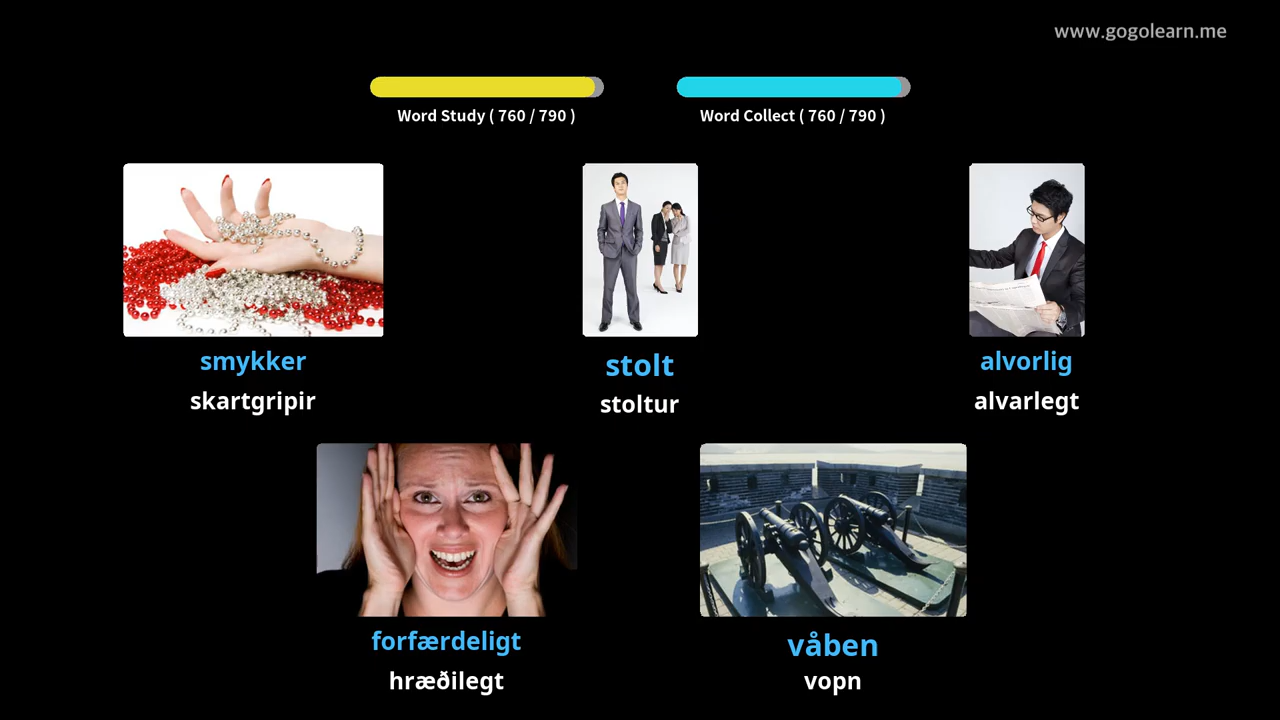 www.gogolearn.me
Word Study ( 760 / 790 )
Word Collect ( 760 / 790 )
smykker
skartgripir
stolt
stoltur
alvorlig
alvarlegt
forfærdeligt
hræðilegt
våben
vopn